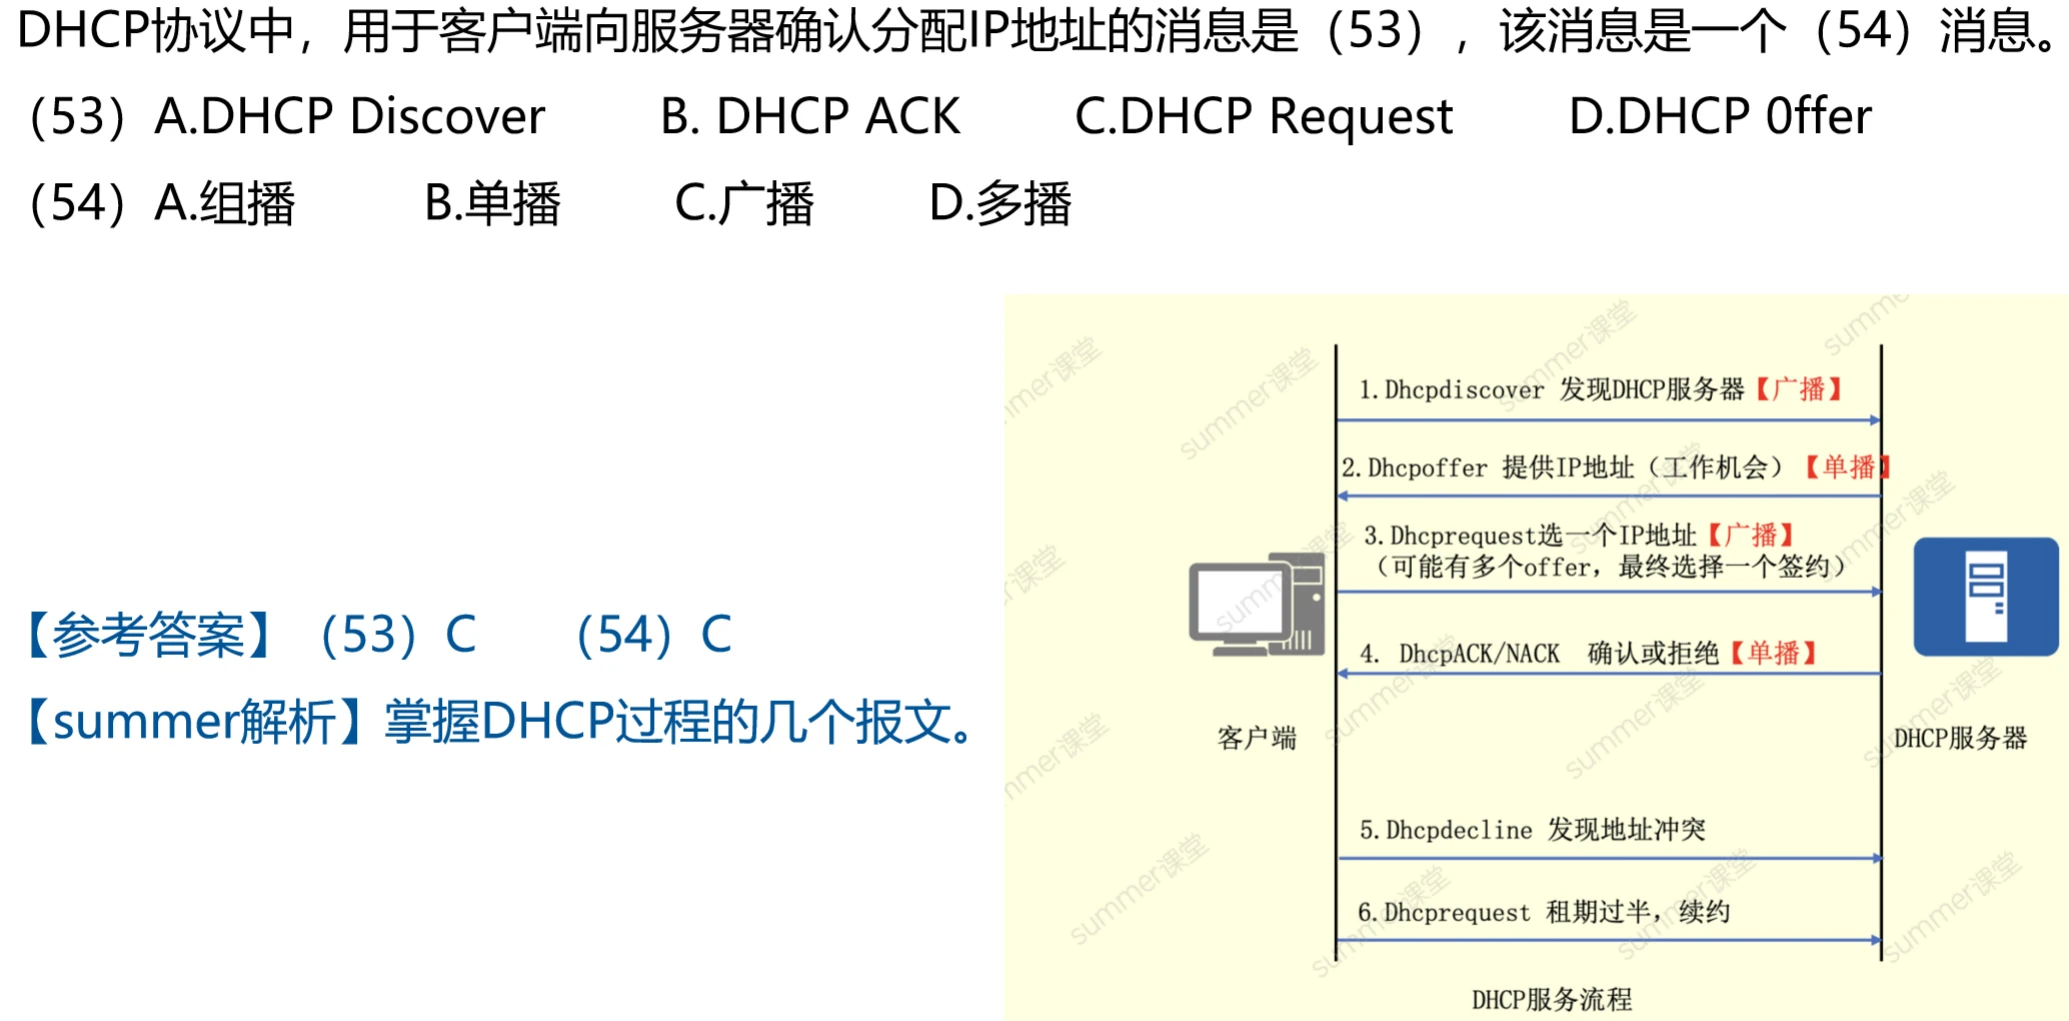 DHCP协议中，用于客户端向服务器确认分配IP地址的消息是（53），该消息是一个（54）消息。
（53）A.DHCP Discover B. DHCP ACK C.DHCP Request D.DHCP 0ffer
（54）A.组播 B.单播 C.广播 D.多播
1.Dhcpdiscover 发现DHCP服务器【广播】
2.Dhcpoffer 提供IP地址（工作机会）【单播】
3.Dhcprequest选一个IP地址【广播】
（可能有多个offer，最终选择一个签约）
4. DhcpACK/NACK 确认或拒绝【单播】
客户端
DHCP服务器
5.Dhcpdecline 发现地址冲突
6.Dhcprequest 租期过半，续约
DHCP服务流程
【参考答案】（53）C （54）C
【summer解析】掌握DHCP过程的几个报文。
summer课堂